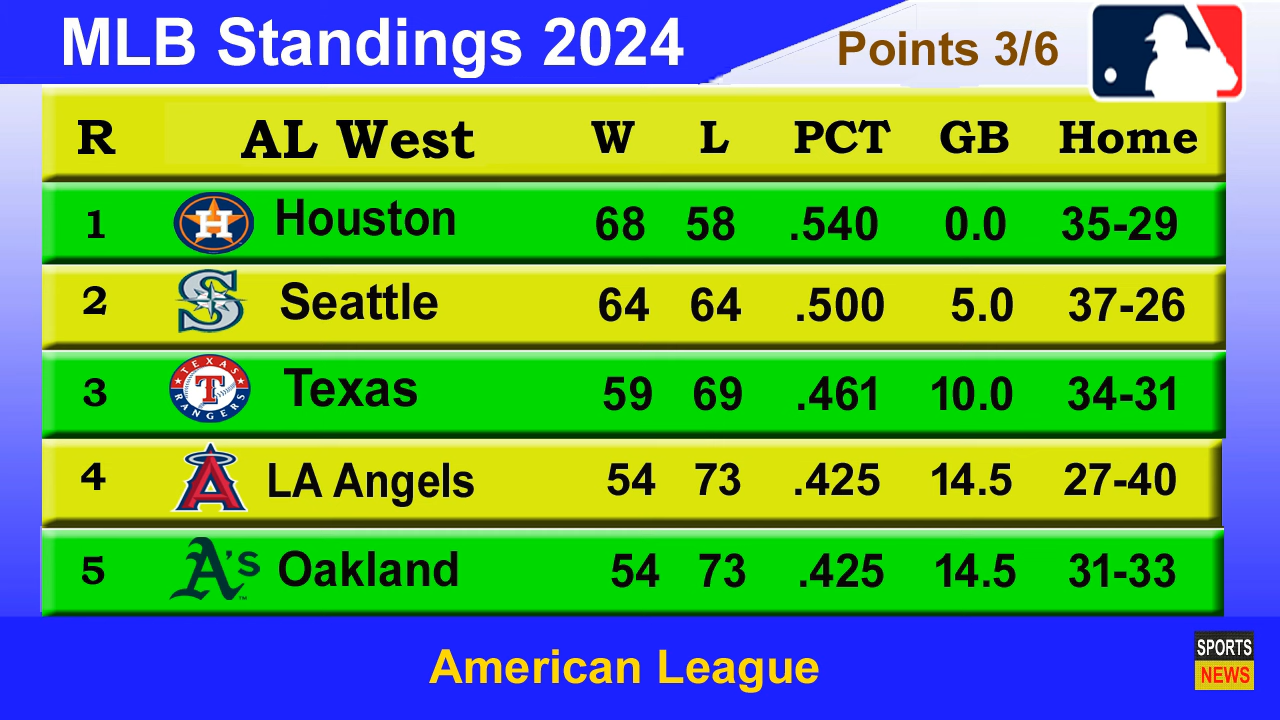 MLB Standings 2024 Points 3/6
R AL West W L PCT GB Home
1 H Houston 68 58 .540 0.0 35-29
2 S Seattle 64 64 .500 5.0 37-26
3 TEXAS T RANGERS Texas 59 69 .461 10.0 34-31
4 A LA Angels 54 73 .425 14.5 27-40
5 A's ™ Oakland 54 73 .425 14.5 31-33
American League
SPORTS
NEWS